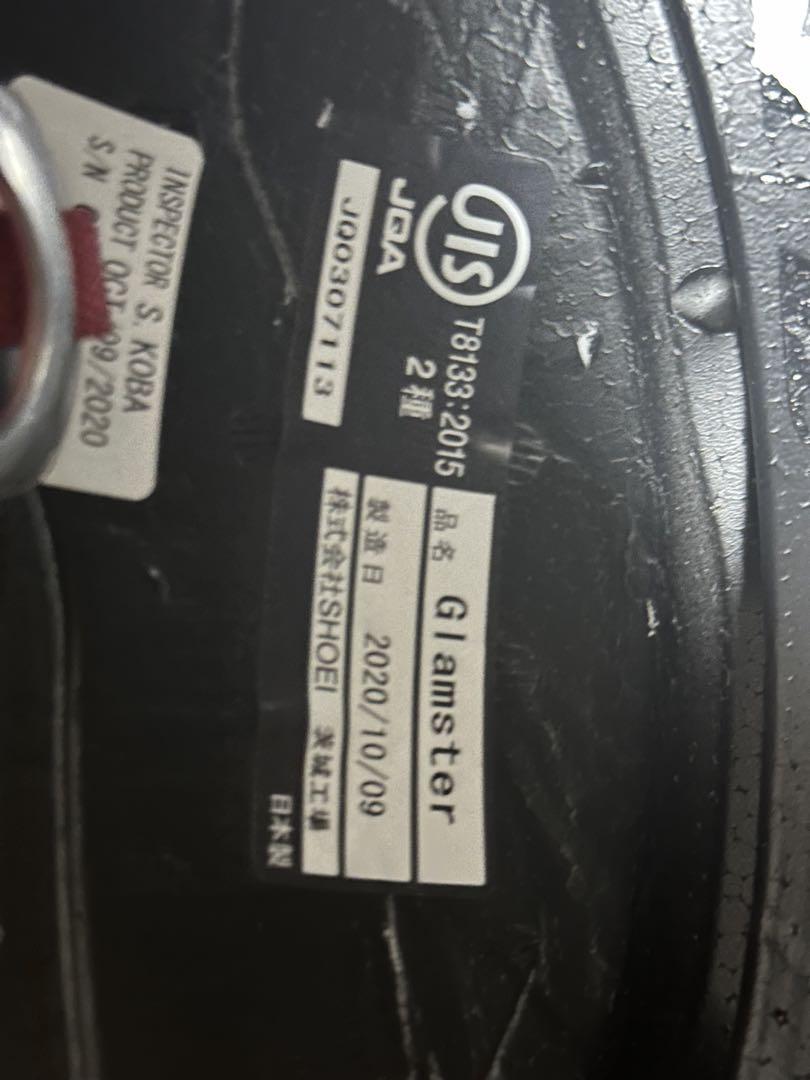 JIS
T8133:2015
2種
JQA
JQ0307113
品名 Glamster
製造日 2020/10/09
株式会社SHOEI 茨城工場
日本製
INSPECTOR S. KOBA
PRODUCT OCT 09/2020
S/N